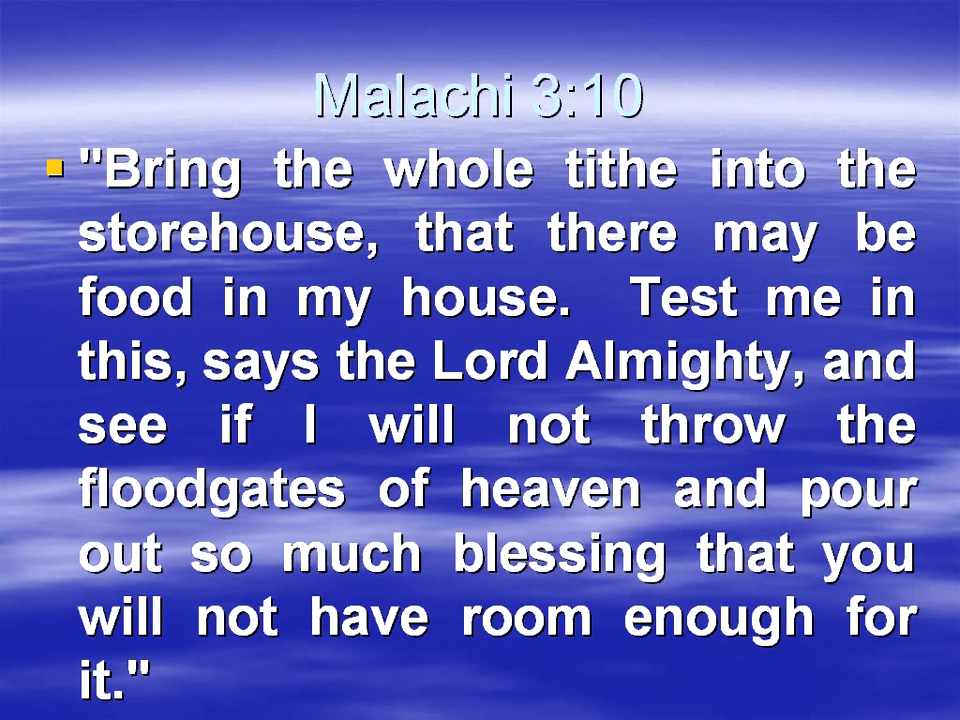 Malachi 3:10
▪ "Bring the whole tithe into the
storehouse, that there may be
food in my house.  Test me in
this, says the Lord Almighty, and
see if I will not throw the
floodgates of heaven and pour
out so much blessing that you
will not have room enough for
it."